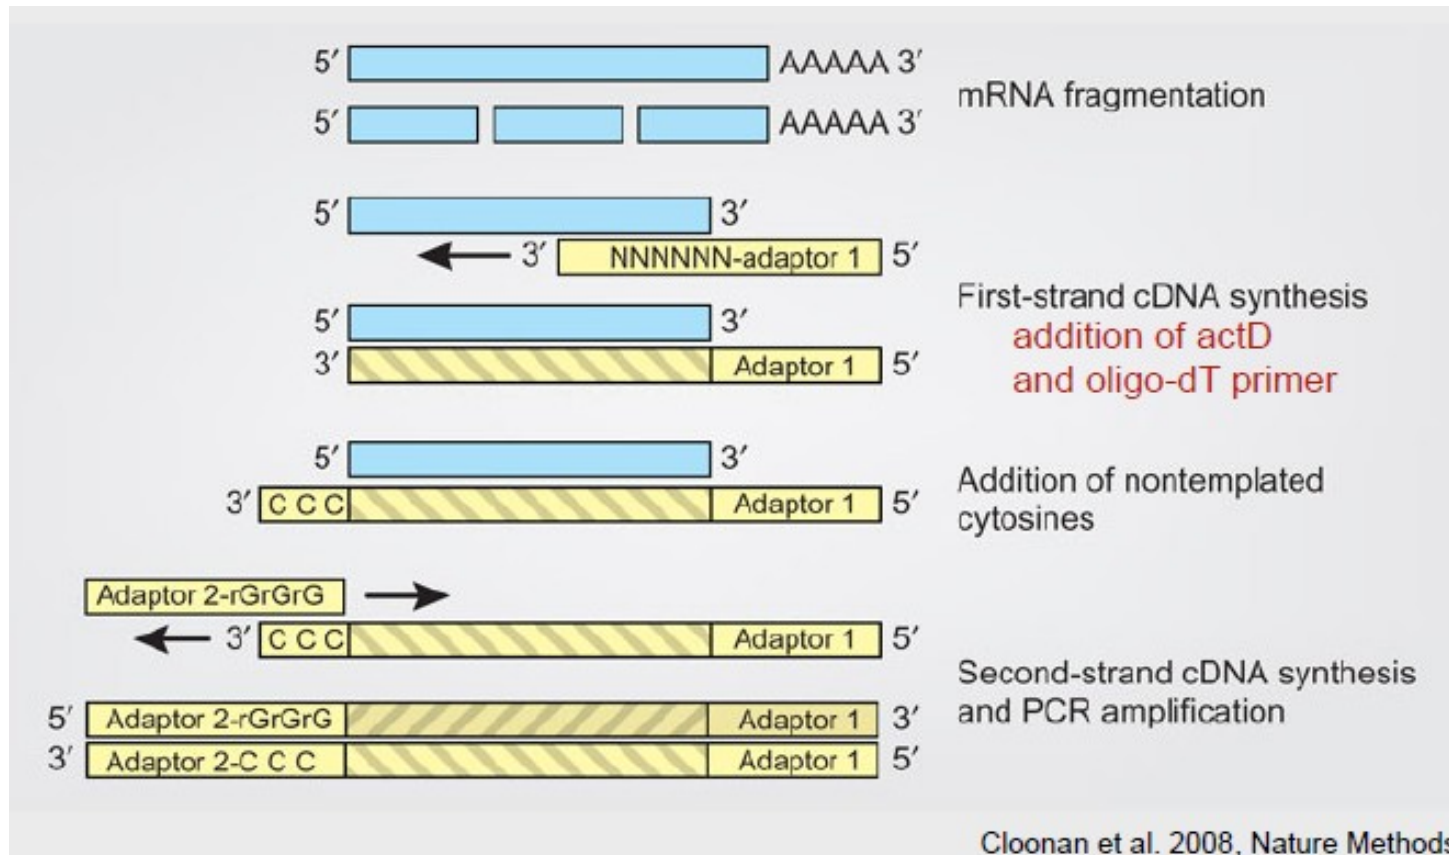 5′ AAAAA 3′
mRNA fragmentation
5′ AAAAA 3′
5′ 3′
3′ NNNNNN-adaptor 1 5′
First-strand cDNA synthesis
5′ 3′
addition of actD
3′ Adaptor 1 5′
and oligo-dT primer
5′ 3′
Addition of nontemplated
3′ C C C Adaptor 1 5′
cytosines
Adaptor 2-rGrGrG
3′ C C C Adaptor 1 5′
Second-strand cDNA synthesis
and PCR amplification
5′ Adaptor 2-rGrGrG Adaptor 1 3′
3′ Adaptor 2-C C C Adaptor 1 5′
Cloonan et al. 2008, Nature Methods